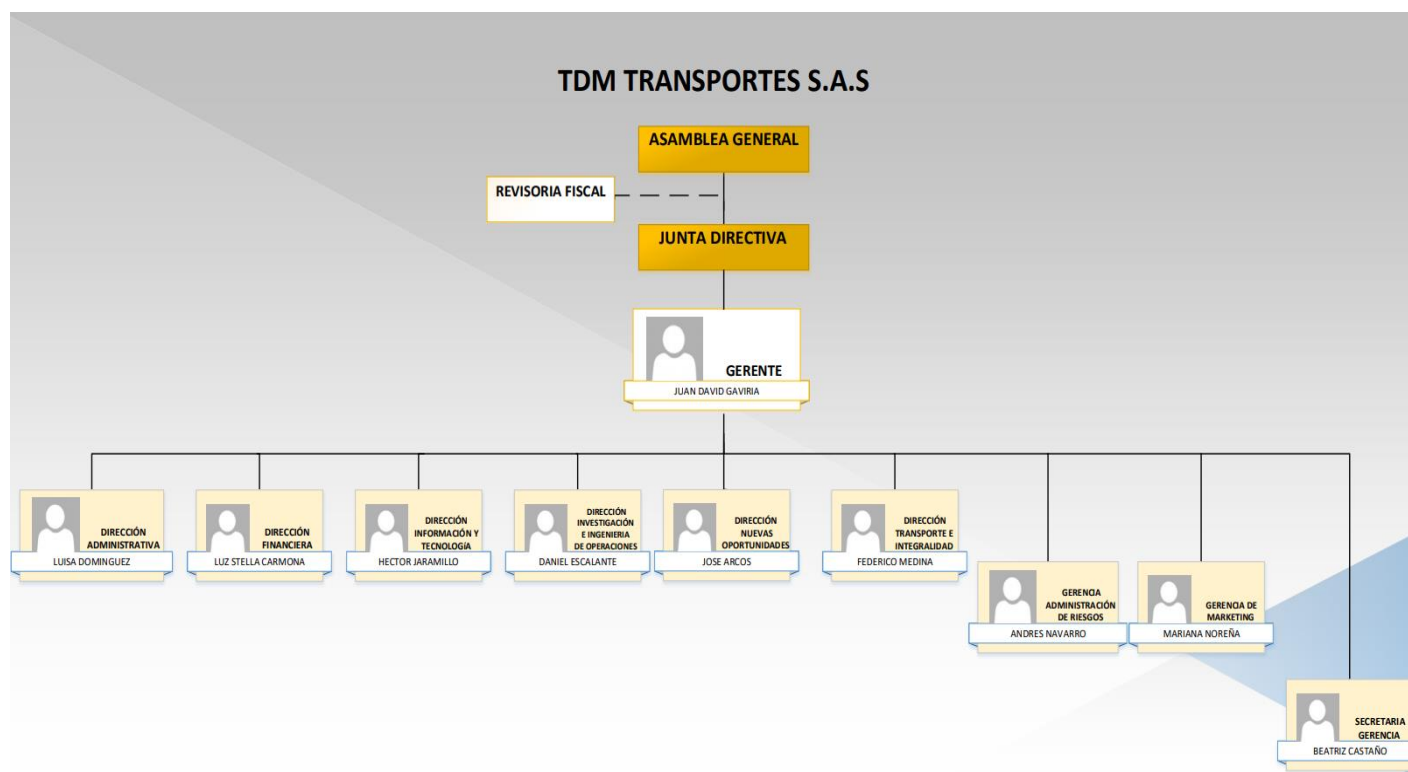 TDM TRANSPORTES S.A.S
ASAMBLEA GENERAL
REVISORIA FISCAL
JUNTA DIRECTIVA
GERENTE
JUAN DAVID GAVIRIA
DIRECCIÓN
ADMINISTRATIVA
LUISA DOMINGUEZ
DIRECCIÓN
FINANCIERA
LUZ STELLA CARMONA
DIRECCIÓN
INFORMACIÓN Y
TECNOLOGÍA
HECTOR JARAMILLO
DIRECCIÓN
INVESTIGACIÓN
E INGENIERIA
DE OPERACIONES
DANIEL ESCALANTE
DIRECCIÓN
NUEVAS
OPORTUNIDADES
JOSE ARCOS
DIRECCIÓN
TRANSPORTE E
INTEGRALIDAD
FEDERICO MEDINA
GERENCIA
ADMINISTRACIÓN
DE RIESGOS
ANDRES NAVARRO
GERENCIA DE
MARKETING
MARIANA NOREÑA
SECRETARIA
GERENCIA
BEATRIZ CASTAÑO